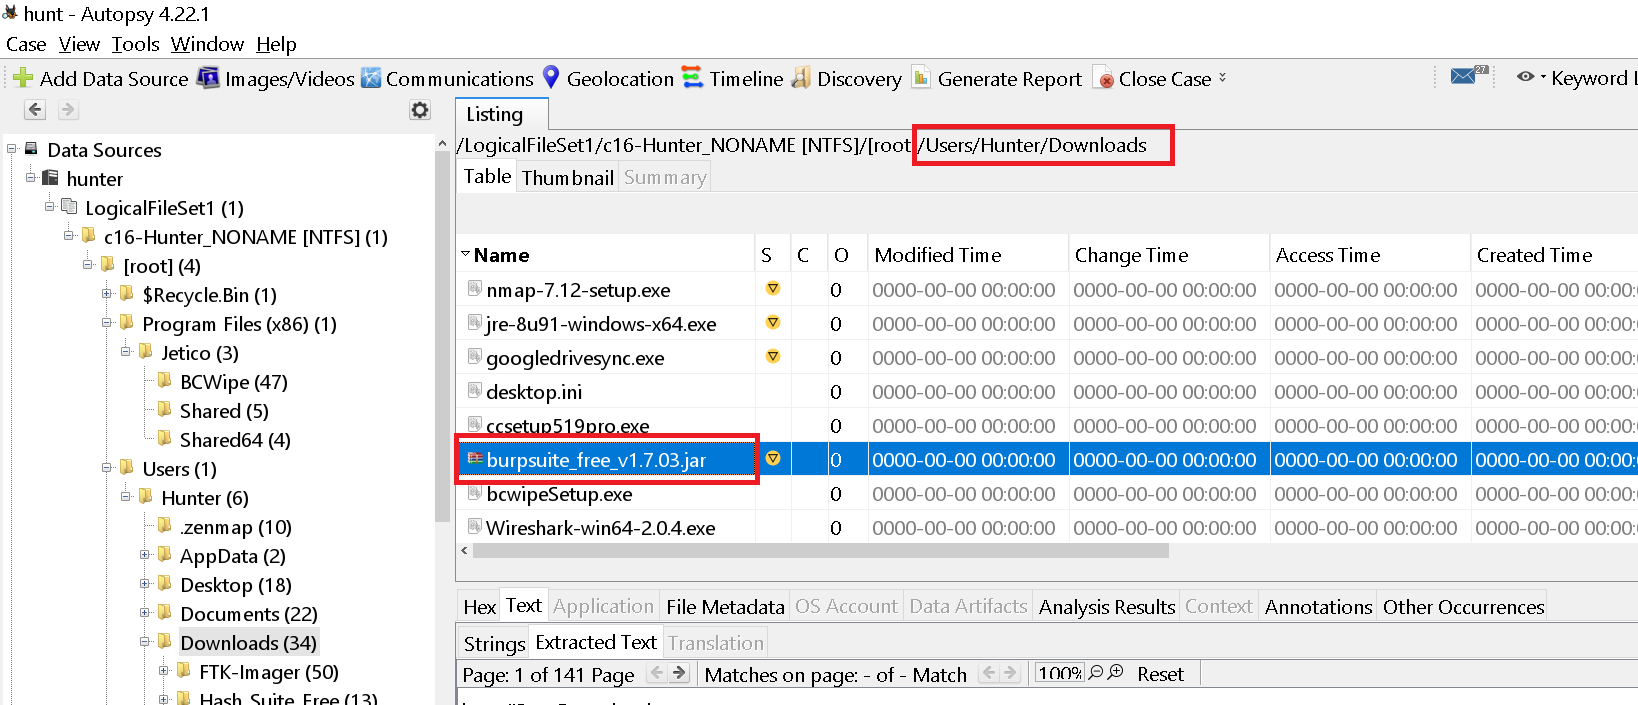 hunt - Autopsy 4.22.1
Case View Tools Window Help
Add Data Source Images/Videos Communications Geolocation Timeline Discovery Generate Report Close Case 27 Keyword L
Listing
/LogicalFileSet1/c16-Hunter_NONAME [NTFS]/[root]/Users/Hunter/Downloads
Table Thumbnail Summary
Name S C O Modified Time Change Time Access Time Created Time
nmap-7.12-setup.exe 0 0000-00-00 00:00:00 0000-00-00 00:00:00 0000-00-00 00:00:00 0000-00-00 00:00:
jre-8u91-windows-x64.exe 0 0000-00-00 00:00:00 0000-00-00 00:00:00 0000-00-00 00:00:00 0000-00-00 00:00:
googledrivesync.exe 0 0000-00-00 00:00:00 0000-00-00 00:00:00 0000-00-00 00:00:00 0000-00-00 00:00:
desktop.ini 0 0000-00-00 00:00:00 0000-00-00 00:00:00 0000-00-00 00:00:00 0000-00-00 00:00:
ccsetup519pro.exe 0 0000-00-00 00:00:00 0000-00-00 00:00:00 0000-00-00 00:00:00 0000-00-00 00:00:
burpsuite_free_v1.7.03.jar 0 0000-00-00 00:00:00 0000-00-00 00:00:00 0000-00-00 00:00:00 0000-00-00 00:00:
bcwipeSetup.exe 0 0000-00-00 00:00:00 0000-00-00 00:00:00 0000-00-00 00:00:00 0000-00-00 00:00:
Wireshark-win64-2.0.4.exe 0 0000-00-00 00:00:00 0000-00-00 00:00:00 0000-00-00 00:00:00 0000-00-00 00:00:
Data Sources
hunter
LogicalFileSet1 (1)
c16-Hunter_NONAME [NTFS] (1)
[root] (4)
$Recycle.Bin (1)
Program Files (x86) (1)
Jetico (3)
BCWipe (47)
Shared (5)
Shared64 (4)
Users (1)
Hunter (6)
.zenmap (10)
AppData (2)
Desktop (18)
Documents (22)
Downloads (34)
FTK-Imager (50)
Hash_Suite_Free (13)
Hex Text Application File Metadata OS Account Data Artifacts Analysis Results Context Annotations Other Occurrences
Strings Extracted Text Translation
Page: 1 of 141 Page Matches on page: - of - Match 100% Reset